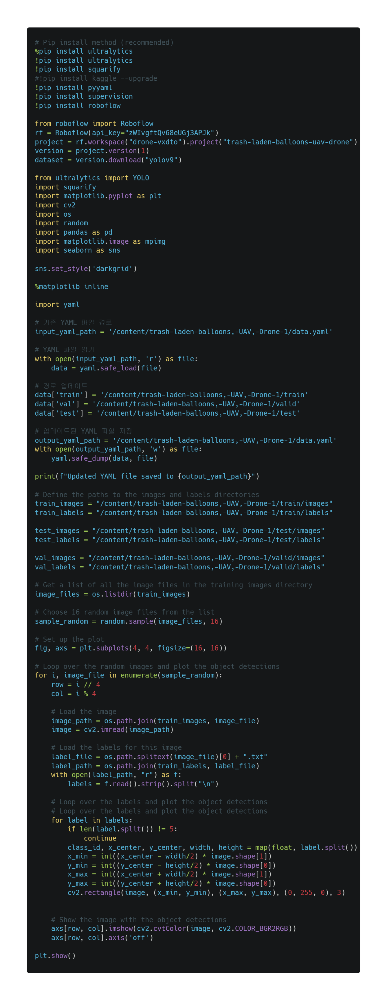 # Pip install method (recommended)
%pip install ultralytics
!pip install ultralytics
!pip install squarify
#!pip install kaggle --upgrade
!pip install pyyaml
!pip install supervision
!pip install roboflow

from roboflow import Roboflow
rf = Roboflow(api_key="zWIvgftQv68eUGj3APJk")
project = rf.workspace("drone-vxdto").project("trash-laden-balloons-uav-drone")
version = project.version(1)
dataset = version.download("yolov9")

from ultralytics import YOLO
import squarify
import matplotlib.pyplot as plt
import cv2
import os
import random
import pandas as pd
import matplotlib.image as mpimg
import seaborn as sns

sns.set_style('darkgrid')

%matplotlib inline

import yaml

# 기존 YAML 파일 경로
input_yaml_path = '/content/trash-laden-balloons,-UAV,-Drone-1/data.yaml'

# YAML 파일 읽기
with open(input_yaml_path, 'r') as file:
    data = yaml.safe_load(file)

# 경로 업데이트
data['train'] = '/content/trash-laden-balloons,-UAV,-Drone-1/train'
data['val'] = '/content/trash-laden-balloons,-UAV,-Drone-1/valid'
data['test'] = '/content/trash-laden-balloons,-UAV,-Drone-1/test'

# 업데이트된 YAML 파일 저장
output_yaml_path = '/content/trash-laden-balloons,-UAV,-Drone-1/data.yaml'
with open(output_yaml_path, 'w') as file:
    yaml.safe_dump(data, file)

print(f"Updated YAML file saved to {output_yaml_path}")

# Define the paths to the images and labels directories
train_images = "/content/trash-laden-balloons,-UAV,-Drone-1/train/images"
train_labels = "/content/trash-laden-balloons,-UAV,-Drone-1/train/labels"

test_images = "/content/trash-laden-balloons,-UAV,-Drone-1/test/images"
test_labels = "/content/trash-laden-balloons,-UAV,-Drone-1/test/labels"

val_images = "/content/trash-laden-balloons,-UAV,-Drone-1/valid/images"
val_labels = "/content/trash-laden-balloons,-UAV,-Drone-1/valid/labels"

# Get a list of all the image files in the training images directory
image_files = os.listdir(train_images)

# Choose 16 random image files from the list
sample_random = random.sample(image_files, 16)

# Set up the plot
fig, axs = plt.subplots(4, 4, figsize=(16, 16))

# Loop over the random images and plot the object detections
for i, image_file in enumerate(sample_random):
    row = i // 4
    col = i % 4

    # Load the image
    image_path = os.path.join(train_images, image_file)
    image = cv2.imread(image_path)

    # Load the labels for this image
    label_file = os.path.splitext(image_file)[0] + ".txt"
    label_path = os.path.join(train_labels, label_file)
    with open(label_path, "r") as f:
        labels = f.read().strip().split("\n")

    # Loop over the labels and plot the object detections
    # Loop over the labels and plot the object detections
    for label in labels:
        if len(label.split()) != 5:
            continue
        class_id, x_center, y_center, width, height = map(float, label.split())
        x_min = int((x_center - width/2) * image.shape[1])
        y_min = int((y_center - height/2) * image.shape[0])
        x_max = int((x_center + width/2) * image.shape[1])
        y_max = int((y_center + height/2) * image.shape[0])
        cv2.rectangle(image, (x_min, y_min), (x_max, y_max), (0, 255, 0), 3)


    # Show the image with the object detections
    axs[row, col].imshow(cv2.cvtColor(image, cv2.COLOR_BGR2RGB))
    axs[row, col].axis('off')

plt.show()